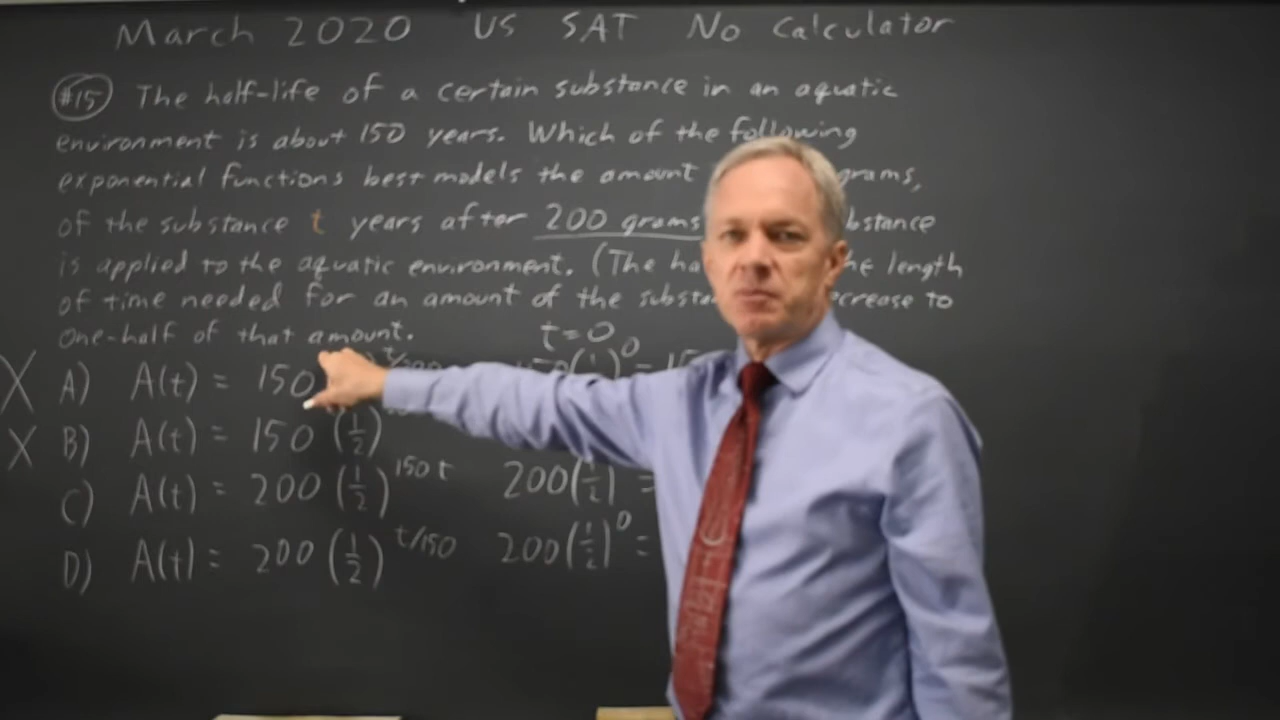 March 2020 US SAT No Calculator
#15 The half-life of a certain substance in an aquatic
environment is about 150 years. Which of the following
exponential functions best models the amount grams,
of the substance t years after 200 grams
is applied to the aquatic environment. (The length
of time needed for an amount of the to
one-half of that amount. t=0
X A) A(t) = 150
X B) A(t) = 150 (1/2)
C) A(t) = 200 (1/2)^150t 200(1/2) =
D) A(t) = 200 (1/2)^t/150 200(1/2)^0 =